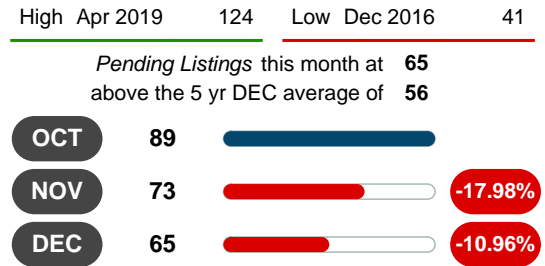 High Apr 2019 124 Low Dec 2016 41
Pending Listings this month at 65
above the 5 yr DEC average of 56
OCT 89
NOV 73 -17.98%
DEC 65 -10.96%